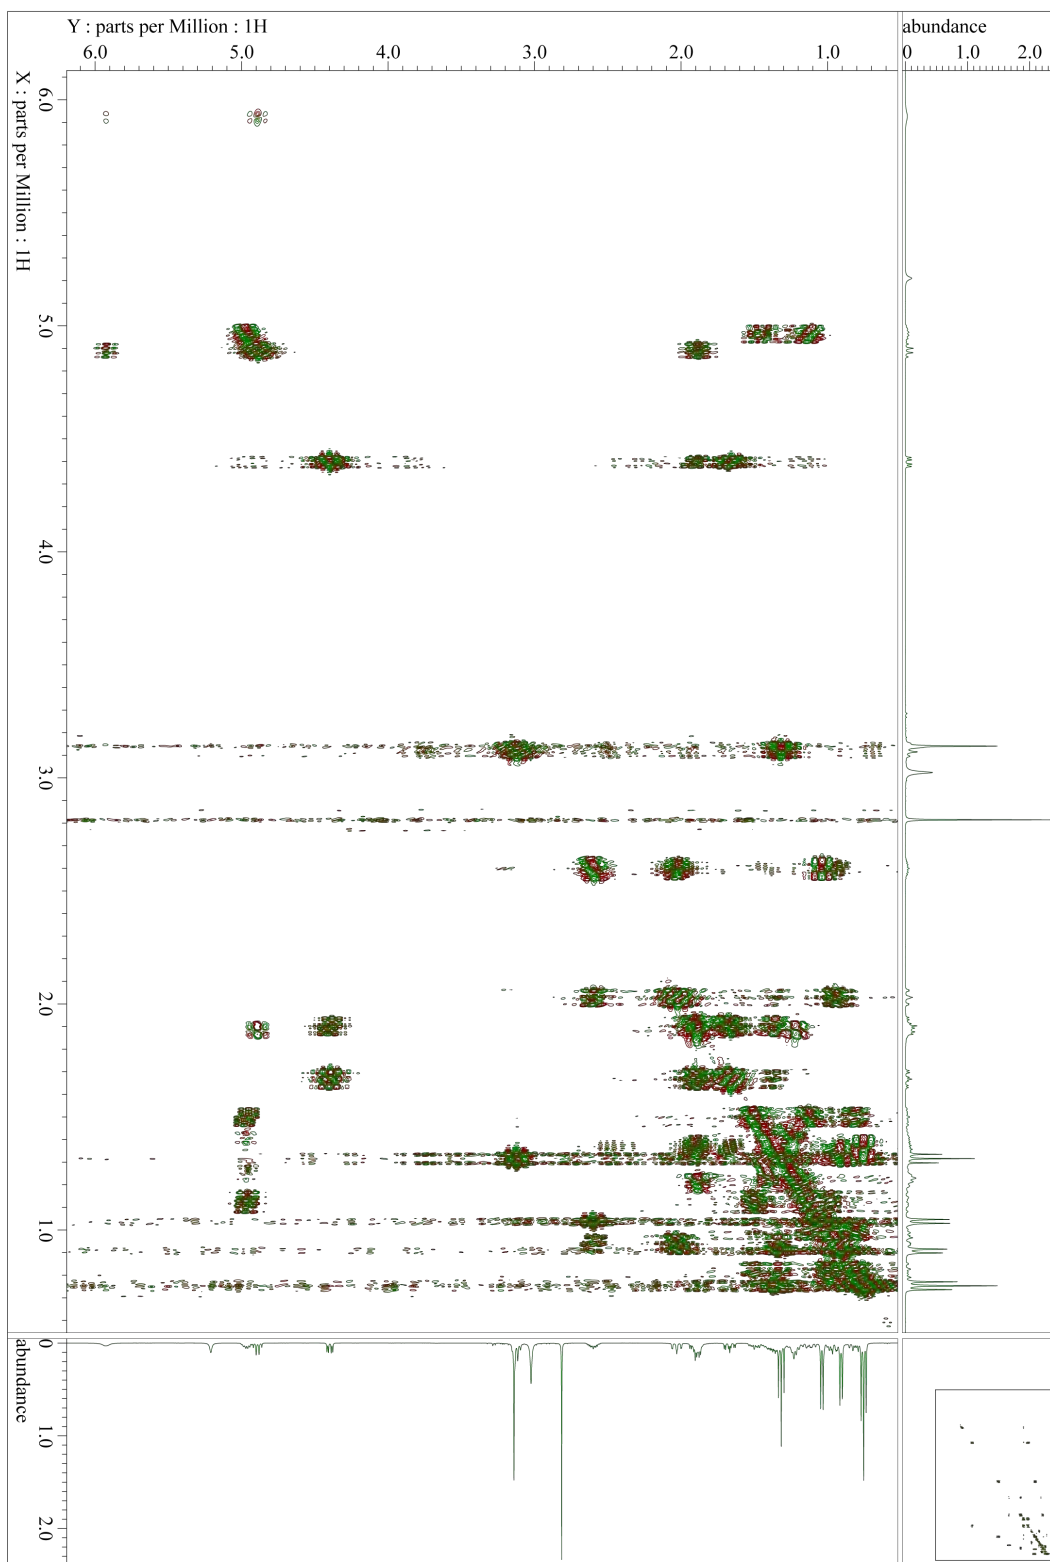 Y : parts per Million : 1H
abundance
6.0 5.0 4.0 3.0 2.0 1.0
0 1.0 2.0
X : parts per Million : 1H
6.0
5.0
4.0
3.0
2.0
1.0
abundance
0
1.0
2.0